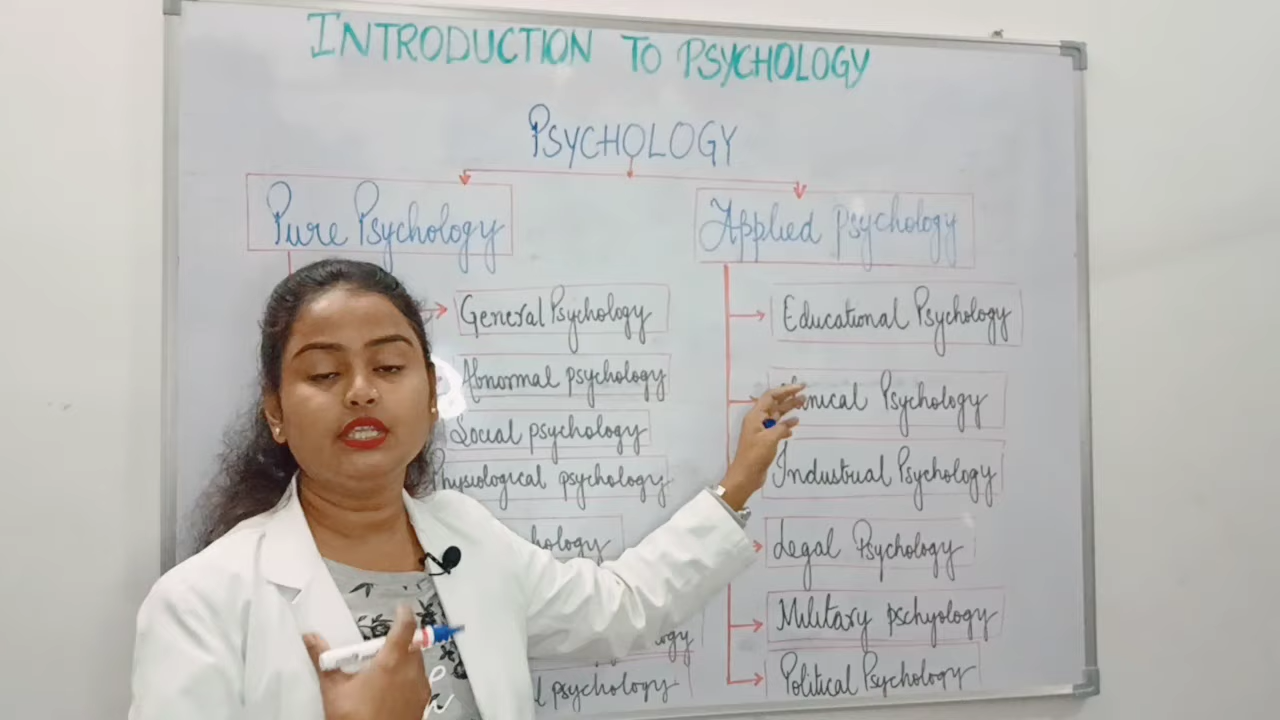 INTRODUCTION TO PSYCHOLOGY
PSYCHOLOGY
Pure Psychology
Applied psychology
General Psychology
Abnormal psychology
Social psychology
Physiological psychology
psychology
Educational Psychology
Psychology
Industrial Psychology
Legal Psychology
Military pschyology
Political Psychology